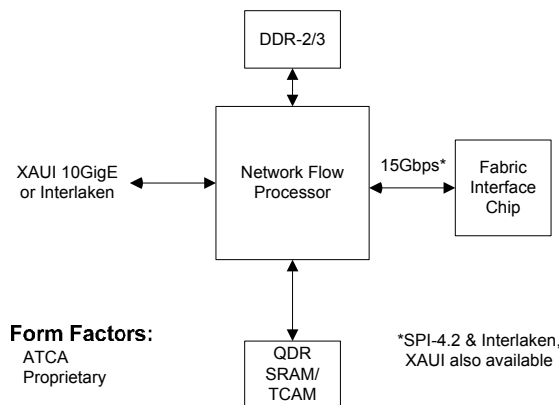 DDR-2/3
XAUI 10GigE
or Interlaken
Network Flow
Processor
15Gbps*
Fabric
Interface
Chip
Form Factors:
ATCA
Proprietary
QDR
SRAM/
TCAM
*SPI-4.2 & Interlaken,
XAUI also available